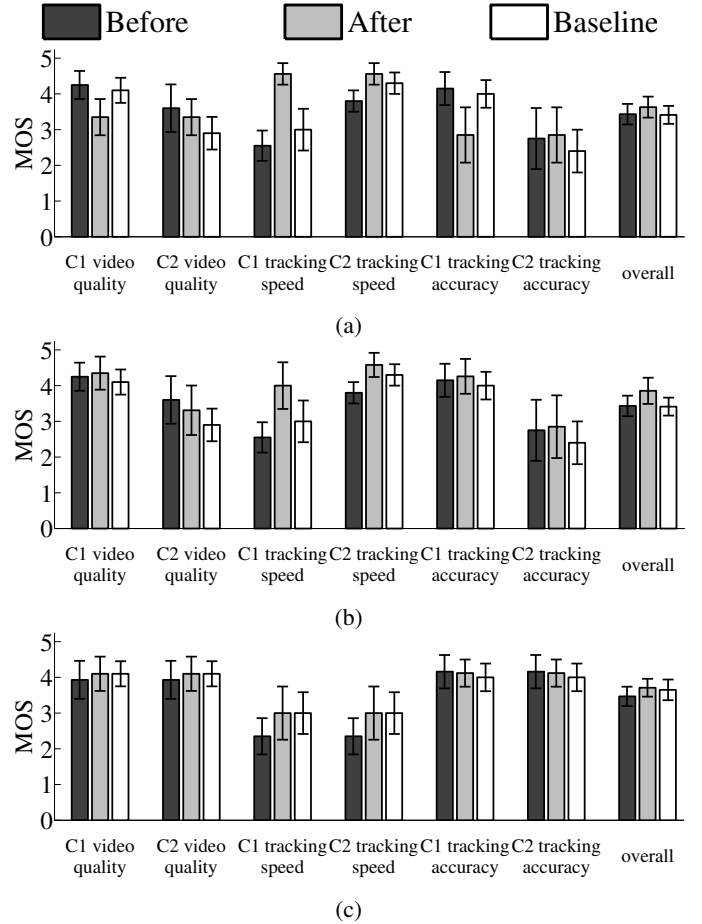 Before After Baseline
5
4
3
2
1
0
MOS
C1 video C2 video C1 tracking C2 tracking C1 tracking C2 tracking overall
quality quality speed speed accuracy accuracy
(a)
5
4
3
2
1
0
MOS
C1 video C2 video C1 tracking C2 tracking C1 tracking C2 tracking overall
quality quality speed speed accuracy accuracy
(b)
5
4
3
2
1
0
MOS
C1 video C2 video C1 tracking C2 tracking C1 tracking C2 tracking overall
quality quality speed speed accuracy accuracy
(c)